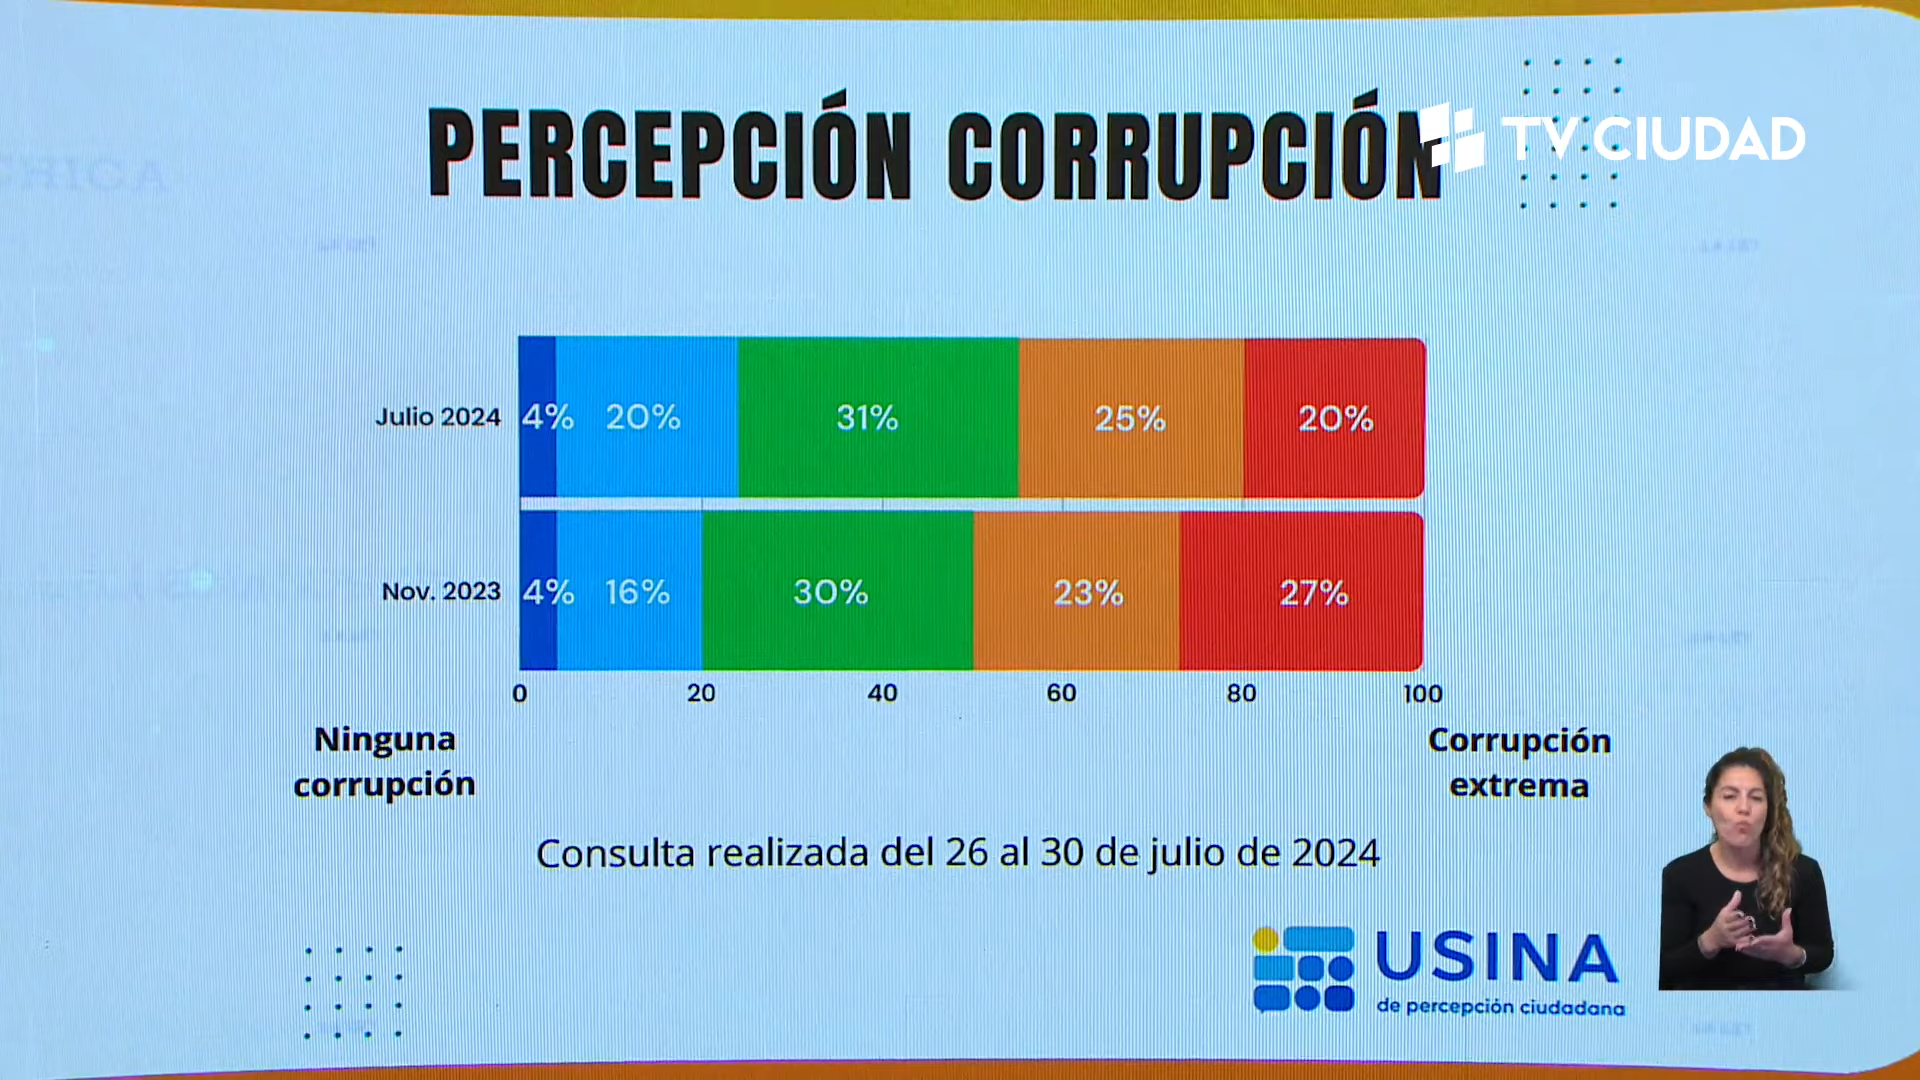 PERCEPCIÓN CORRUPCIÓN
TV CIUDAD
Julio 2024 4% 20% 31% 25% 20%
Nov. 2023 4% 16% 30% 23% 27%
0 20 40 60 80 100
Ninguna
corrupción
Corrupción
extrema
Consulta realizada del 26 al 30 de julio de 2024
USINA
de percepción ciudadana